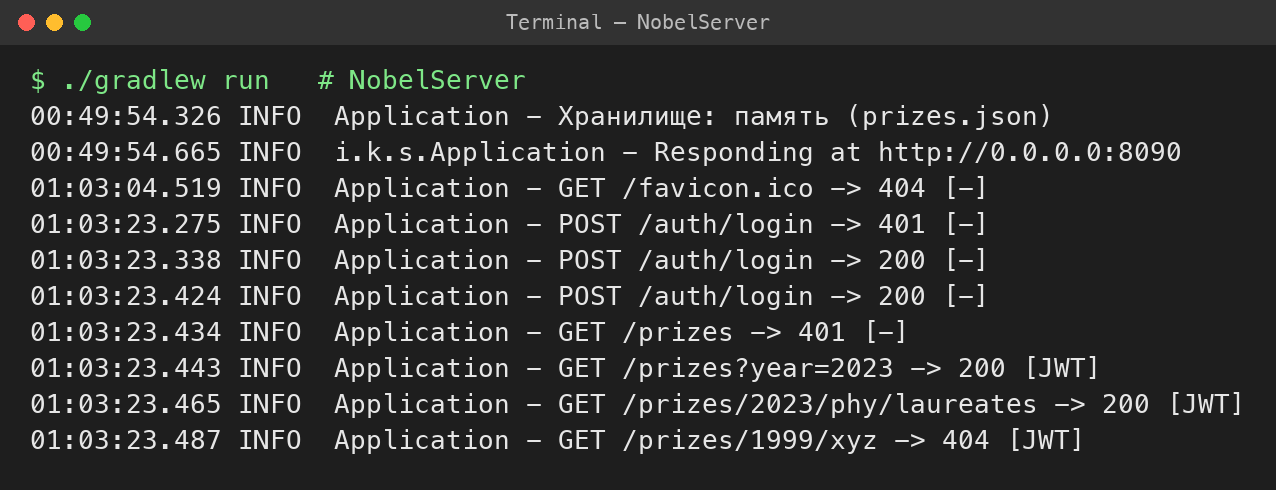 Terminal — NobelServer
$ ./gradlew run   # NobelServer
00:49:54.326 INFO  Application — Хранилище: память (prizes.json)
00:49:54.665 INFO  i.k.s.Application — Responding at http://0.0.0.0:8090
01:03:04.519 INFO  Application — GET /favicon.ico —> 404 [—]
01:03:23.275 INFO  Application — POST /auth/login —> 401 [—]
01:03:23.338 INFO  Application — POST /auth/login —> 200 [—]
01:03:23.424 INFO  Application — POST /auth/login —> 200 [—]
01:03:23.434 INFO  Application — GET /prizes —> 401 [—]
01:03:23.443 INFO  Application — GET /prizes?year=2023 —> 200 [JWT]
01:03:23.465 INFO  Application — GET /prizes/2023/phy/laureates —> 200 [JWT]
01:03:23.487 INFO  Application — GET /prizes/1999/xyz —> 404 [JWT]